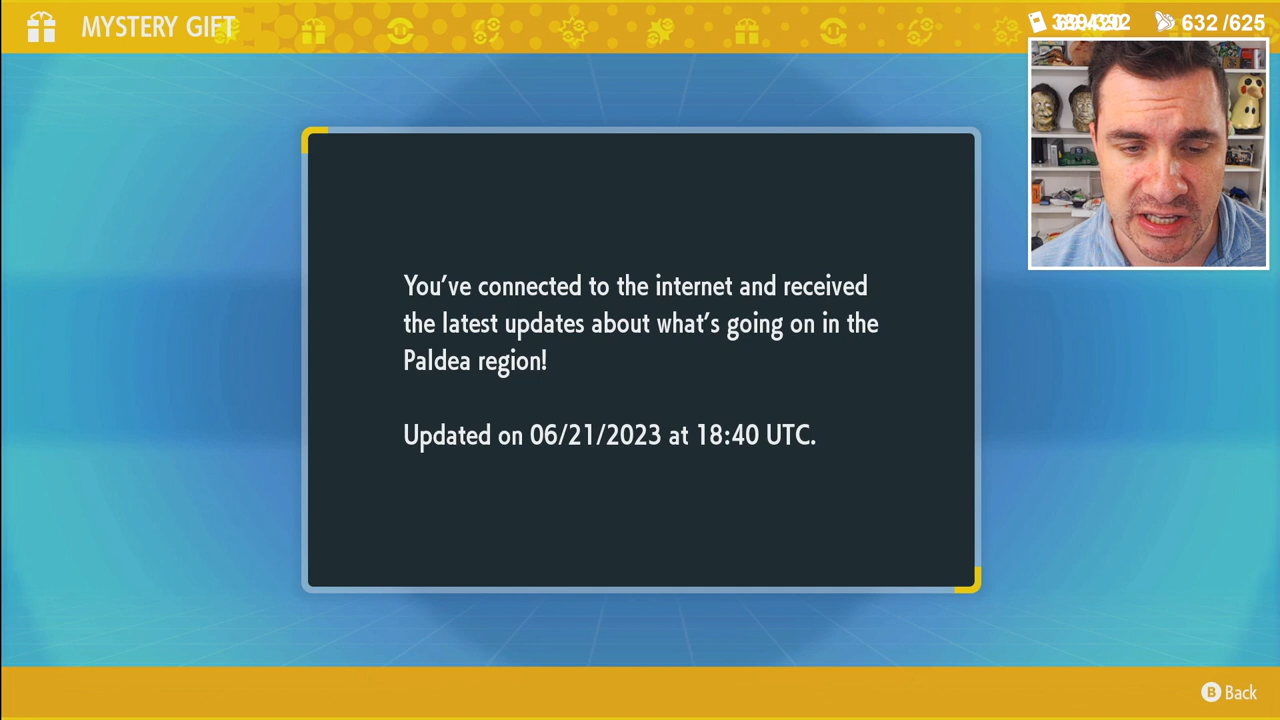 MYSTERY GIFT
632 /625
You've connected to the internet and received
the latest updates about what's going on in the
Paldea region!
Updated on 06/21/2023 at 18:40 UTC.
B Back